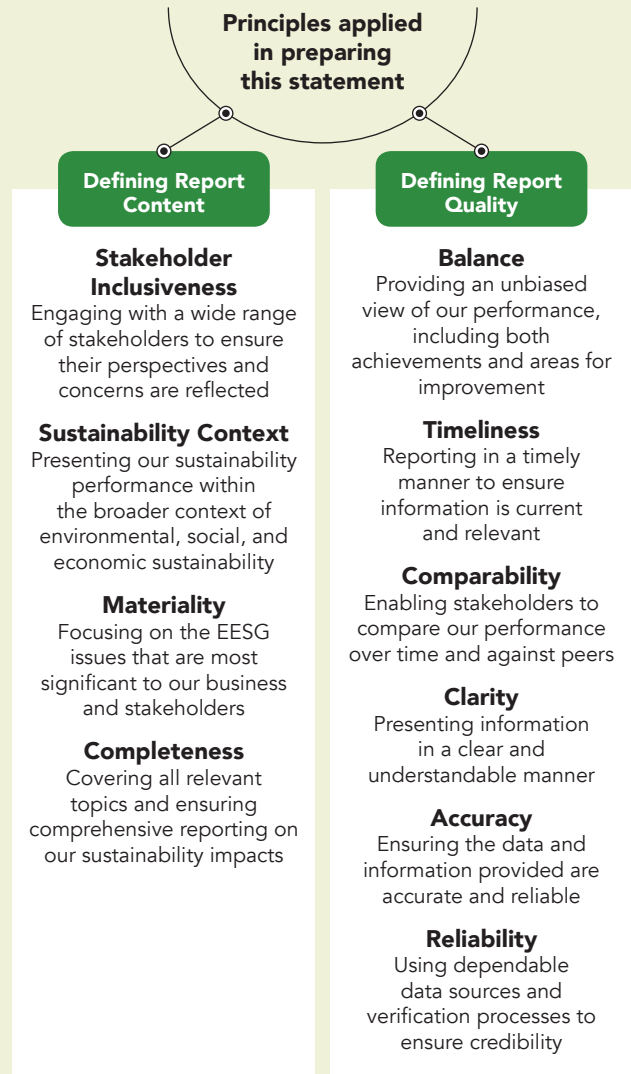 Principles applied
in preparing
this statement
Defining Report
Content
Stakeholder
Inclusiveness
Engaging with a wide range
of stakeholders to ensure
their perspectives and
concerns are reflected
Sustainability Context
Presenting our sustainability
performance within
the broader context of
environmental, social, and
economic sustainability
Materiality
Focusing on the EESG
issues that are most
significant to our business
and stakeholders
Completeness
Covering all relevant
topics and ensuring
comprehensive reporting on
our sustainability impacts
Defining Report
Quality
Balance
Providing an unbiased
view of our performance,
including both
achievements and areas for
improvement
Timeliness
Reporting in a timely
manner to ensure
information is current
and relevant
Comparability
Enabling stakeholders to
compare our performance
over time and against peers
Clarity
Presenting information
in a clear and
understandable manner
Accuracy
Ensuring the data and
information provided are
accurate and reliable
Reliability
Using dependable
data sources and
verification processes to
ensure credibility